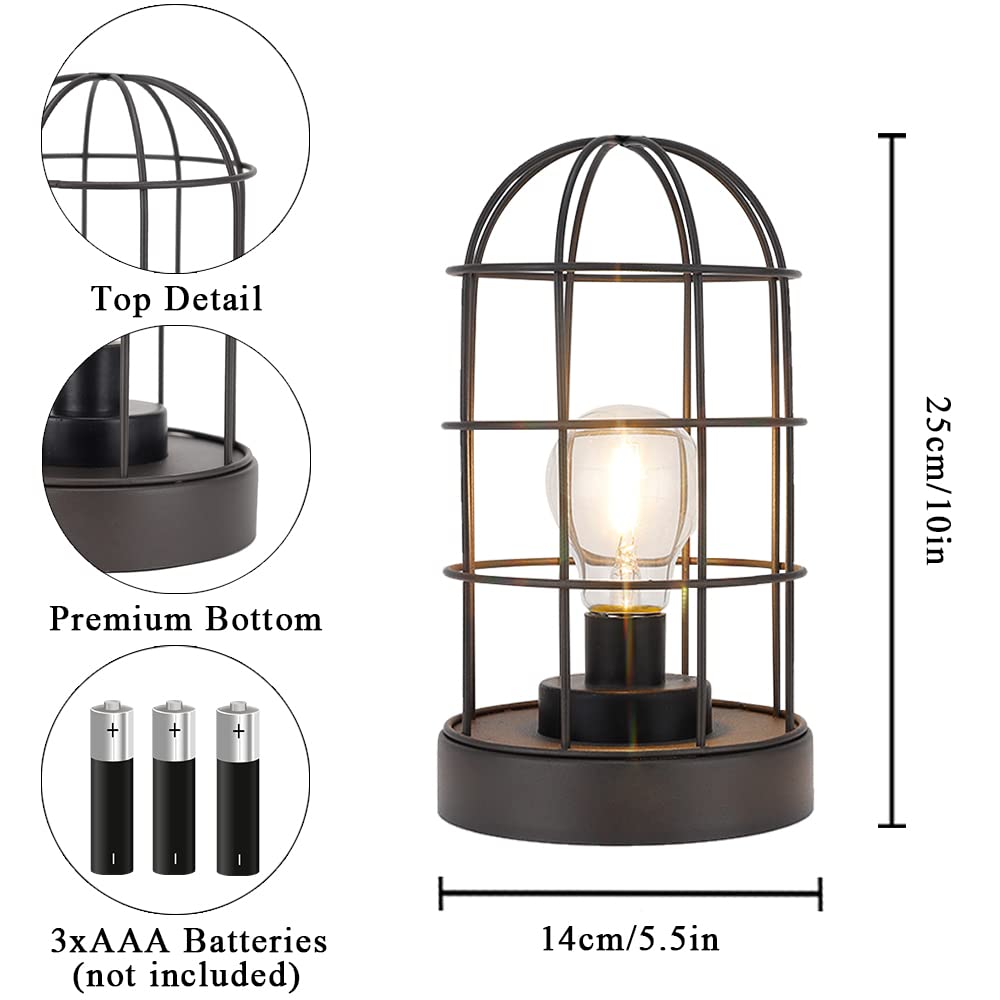 Top Detail
Premium Bottom
+ + +
3xAAA Batteries
(not included)
25cm/10in
14cm/5.5in